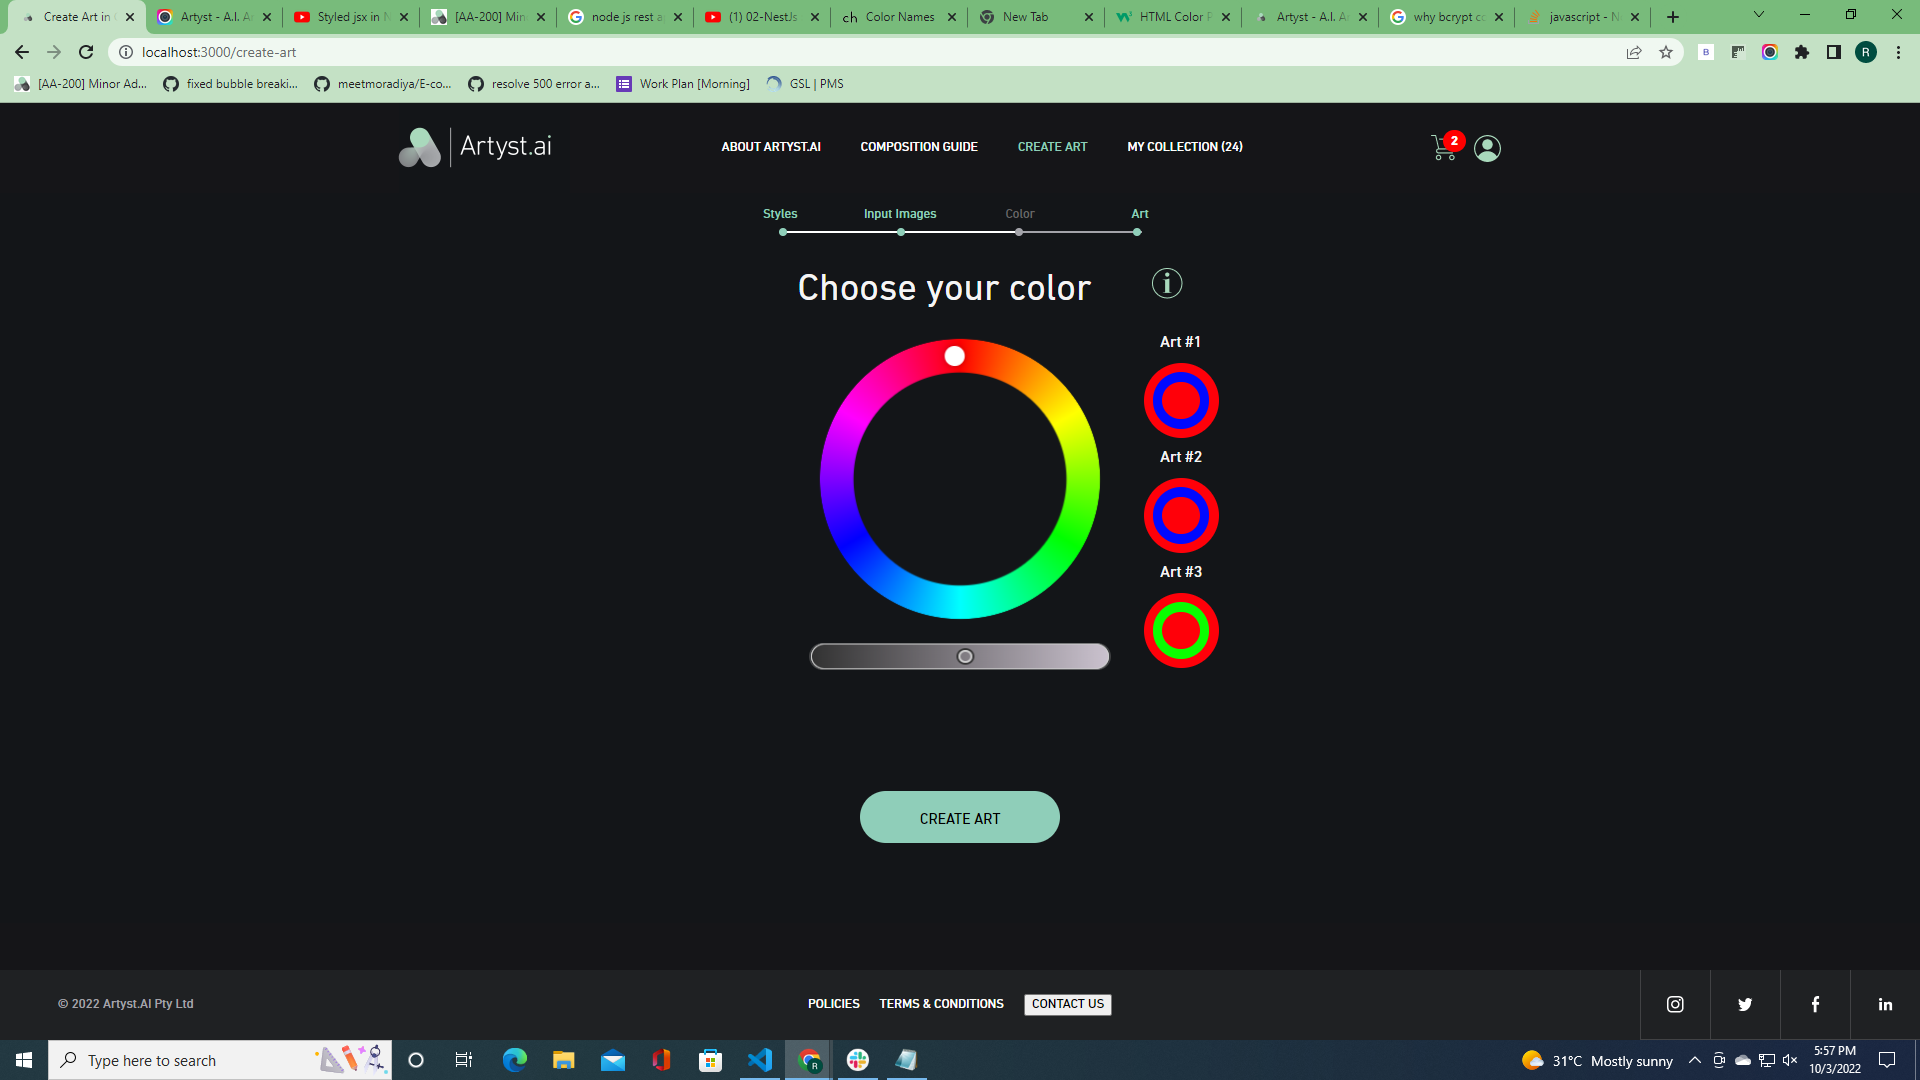 Create Art in
Artyst - A.I. A
Styled jsx in N
[AA-200] Min
node js rest a
(1) 02-NestJs
ch
Color Names
New Tab
HTML Color P
Artyst - A.I. A
why bcrypt co
javascript - N
localhost:3000/create-art
B
R
[AA-200] Minor Ad...
fixed bubble breaki...
meetmoradiya/E-co...
resolve 500 error a...
Work Plan [Morning]
GSL | PMS
Artyst.ai
ABOUT ARTYST.AI
COMPOSITION GUIDE
CREATE ART
MY COLLECTION (24)
2
Styles
Input Images
Color
Art
Choose your color
i
Art #1
Art #2
Art #3
CREATE ART
© 2022 Artyst.AI Pty Ltd
POLICIES
TERMS & CONDITIONS
CONTACT US
Type here to search
R
31°C Mostly sunny
5:57 PM
10/3/2022